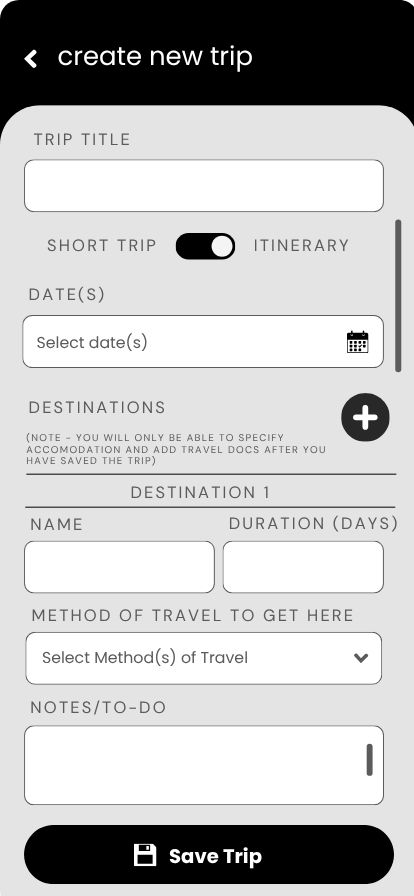 create new trip
TRIP TITLE
SHORT TRIP ITINERARY
DATE(S)
Select date(s)
DESTINATIONS
(NOTE - YOU WILL ONLY BE ABLE TO SPECIFY
ACCOMODATION AND ADD TRAVEL DOCS AFTER YOU
HAVE SAVED THE TRIP)
DESTINATION 1
NAME DURATION (DAYS)
METHOD OF TRAVEL TO GET HERE
Select Method(s) of Travel
NOTES/TO-DO
Save Trip